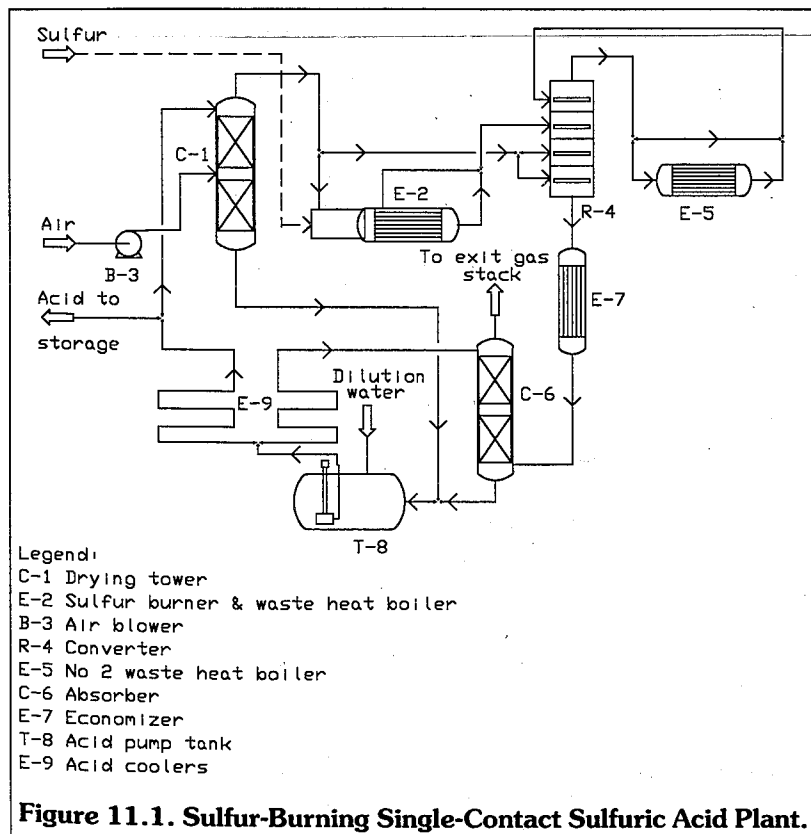 Sulfur
C-1
E-2
Air
B-3
R-4
E-5
To exit gas
stack
E-7
Acid to
storage
Dilution
water
E-9
C-6
T-8
Legend:
C-1 Drying tower
E-2 Sulfur burner & waste heat boiler
B-3 Air blower
R-4 Converter
E-5 No 2 waste heat boiler
C-6 Absorber
E-7 Economizer
T-8 Acid pump tank
E-9 Acid coolers
Figure 11.1. Sulfur-Burning Single-Contact Sulfuric Acid Plant.